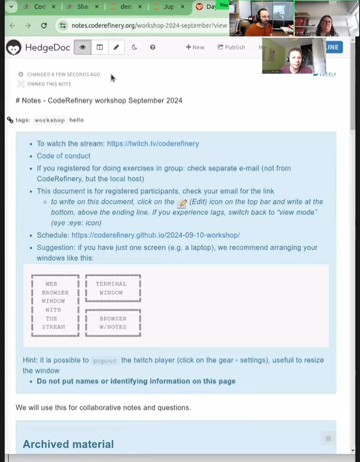 notes.coderefinery.org/workshop-2024-september?view
HedgeDoc
New
Publish
CHANGED A FEW SECONDS AGO
OWNED THIS NOTE
# Notes - CodeRefinery workshop September 2024
tags: workshop hello
To watch the stream: https://twitch.tv/coderefinery
Code of conduct
If you registered for doing exercises in group: check separate e-mail (not from
CodeRefinery, but the local host)
This document is for registered participants, check your email for the link
to write on this document, click on the (Edit) icon on the top bar and write at the
bottom, above the ending line. If you experience lags, switch back to "view mode"
(eye :eye: icon)
Schedule: https://coderefinery.github.io/2024-09-10-workshop/
Suggestion: if you have just one screen (e.g. a laptop), we recommend arranging your
windows like this:
WEB TERMINAL
BROWSER WINDOW
WINDOW
WITH
THE BROWSER
STREAM W/NOTES
Hint: it is possible to popout the twitch player (click on the gear - settings), usefull to resize
the window
Do not put names or identifying information on this page
We will use this for collaborative notes and questions.
Archived material